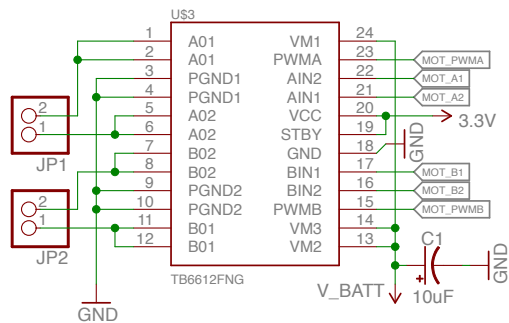 U$3
1 A01 VM1 24
2 A01 PWMA 23 MOT_PWMA
3 PGND1 AIN2 22 MOT_A1
4 PGND1 AIN1 21 MOT_A2
5 A02 VCC 20 3.3V
6 A02 STBY 19
7 B02 GND 18 GND
8 B02 BIN1 17 MOT_B1
9 PGND2 BIN2 16 MOT_B2
10 PGND2 PWMB 15 MOT_PWMB
11 B01 VM3 14
12 B01 VM2 13
TB6612FNG
2
1
JP1
2
1
JP2
GND
V_BATT
C1
+
10uF
GND